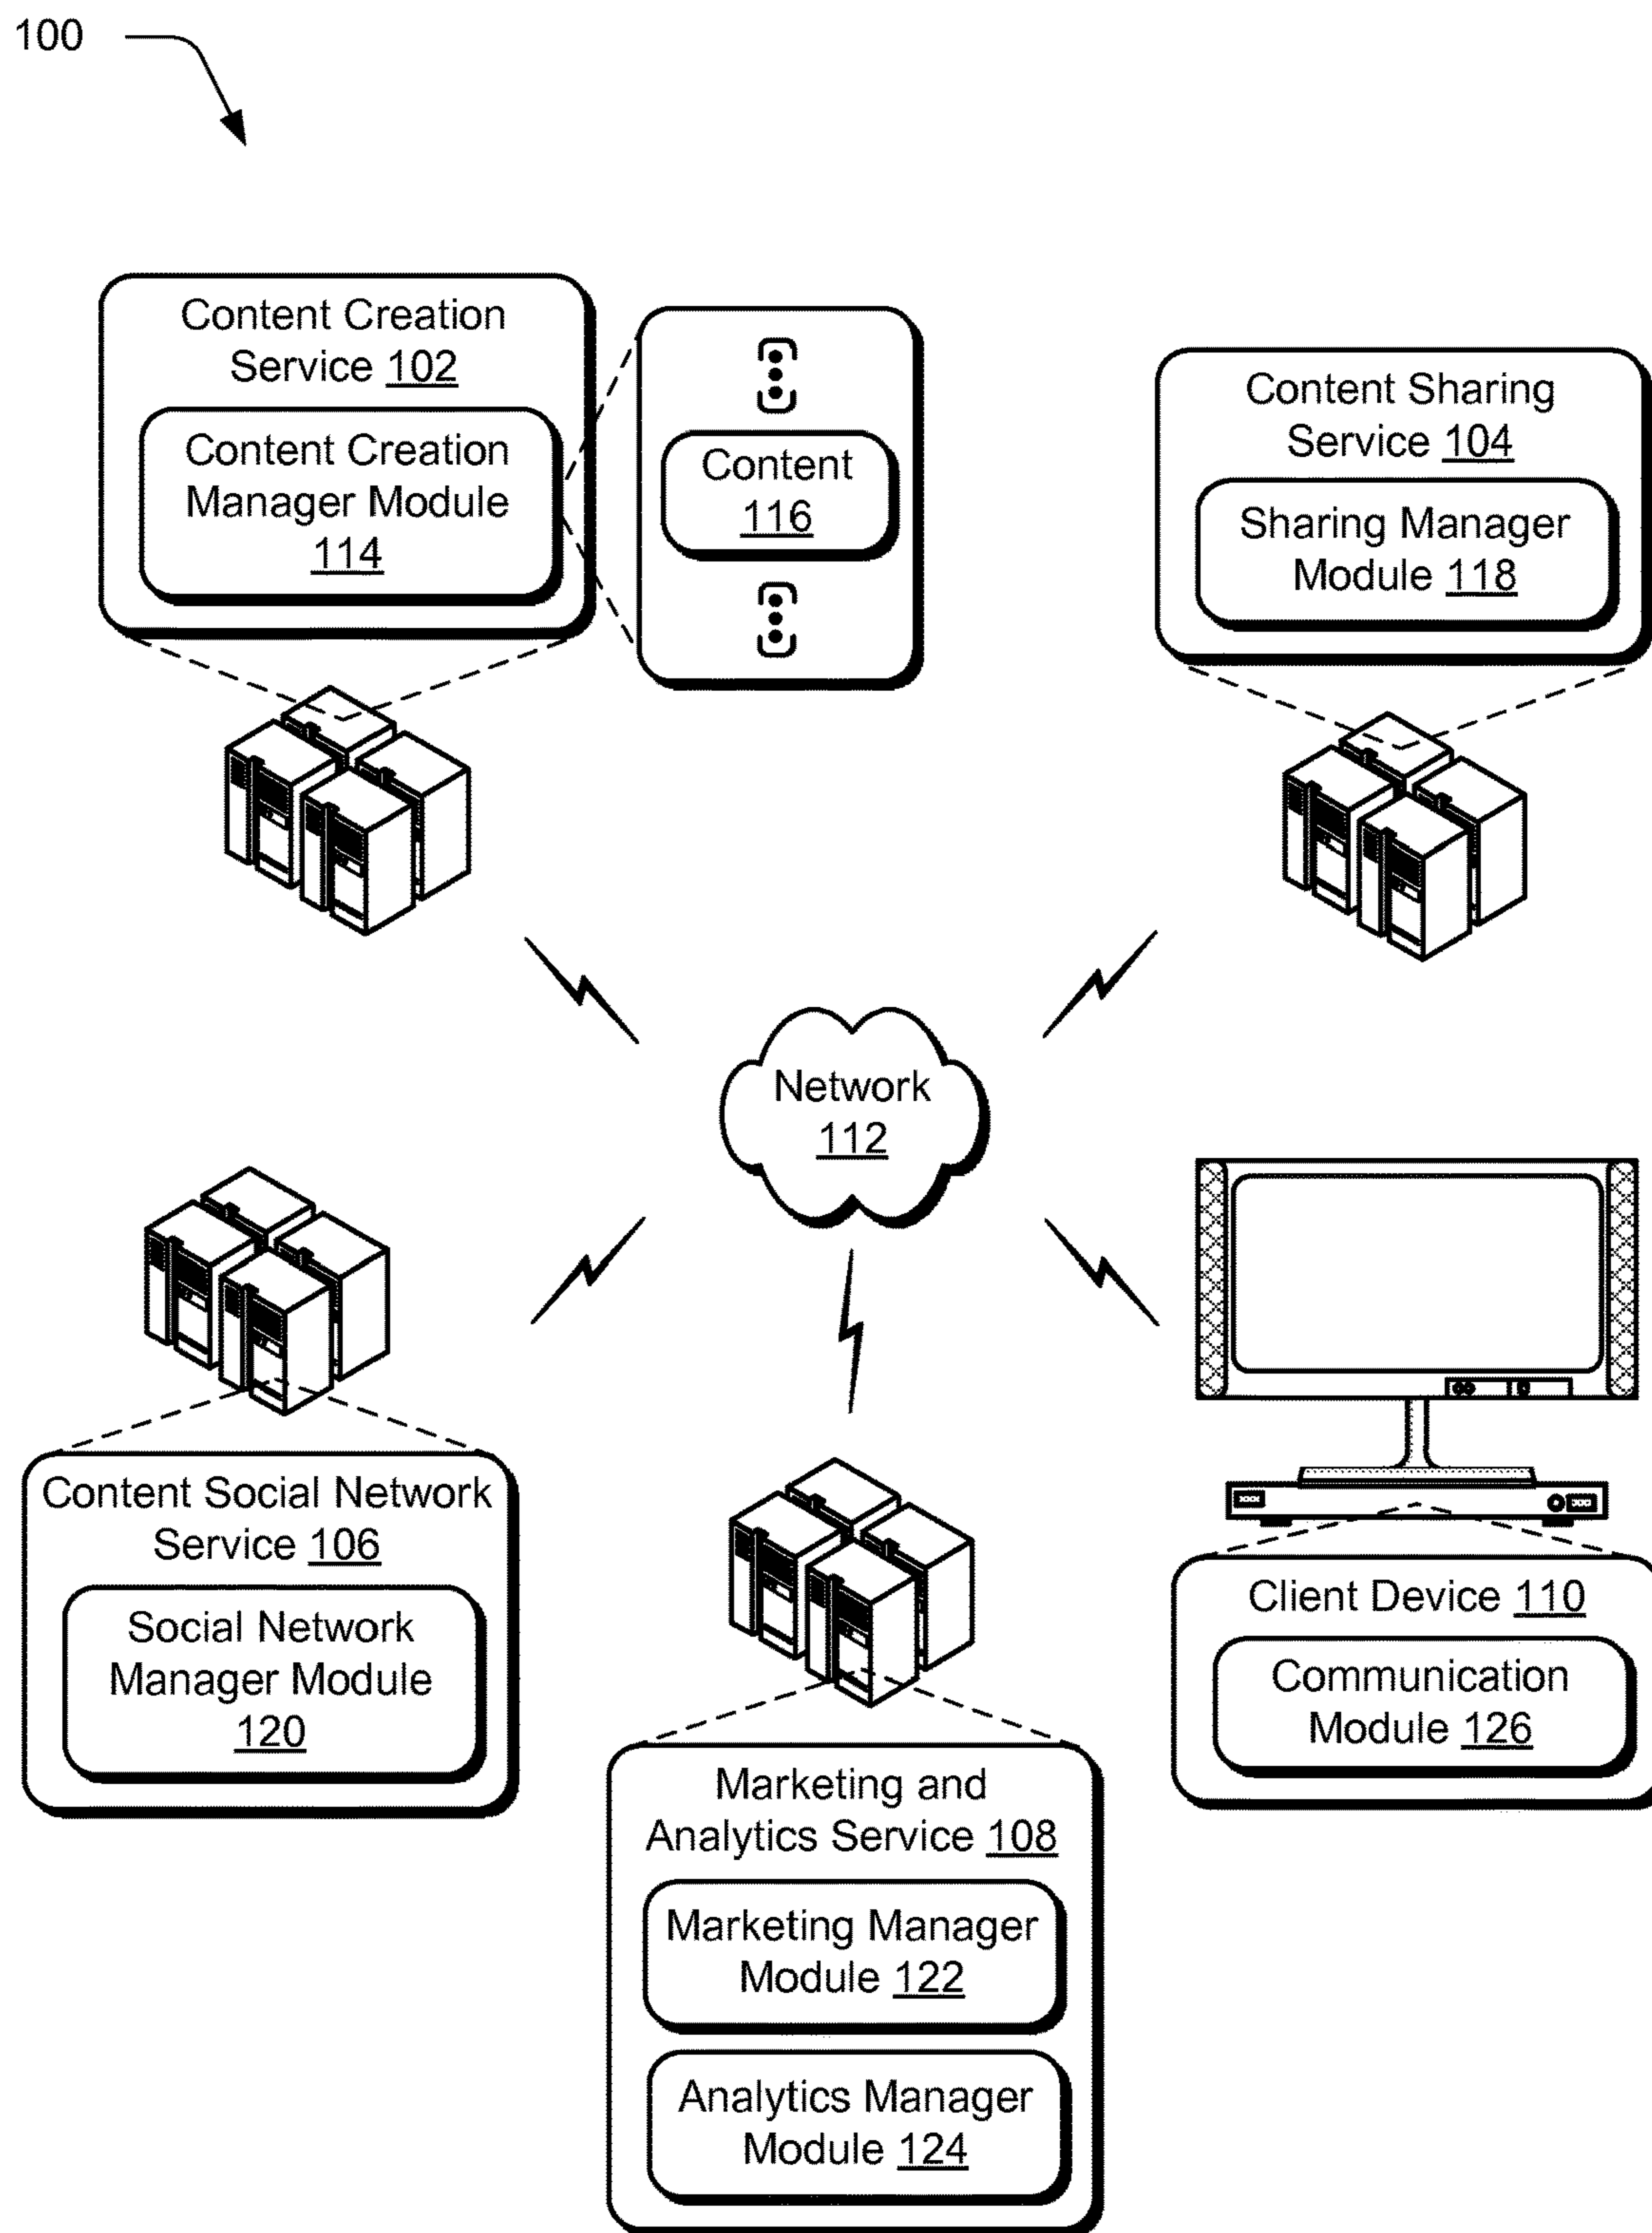 100
Content Creation
Service 102
Content Creation
Manager Module
114
Content
116
Content Sharing
Service 104
Sharing Manager
Module 118
Network
112
Content Social Network
Service 106
Social Network
Manager Module
120
Marketing and
Analytics Service 108
Marketing Manager
Module 122
Analytics Manager
Module 124
Client Device 110
Communication
Module 126